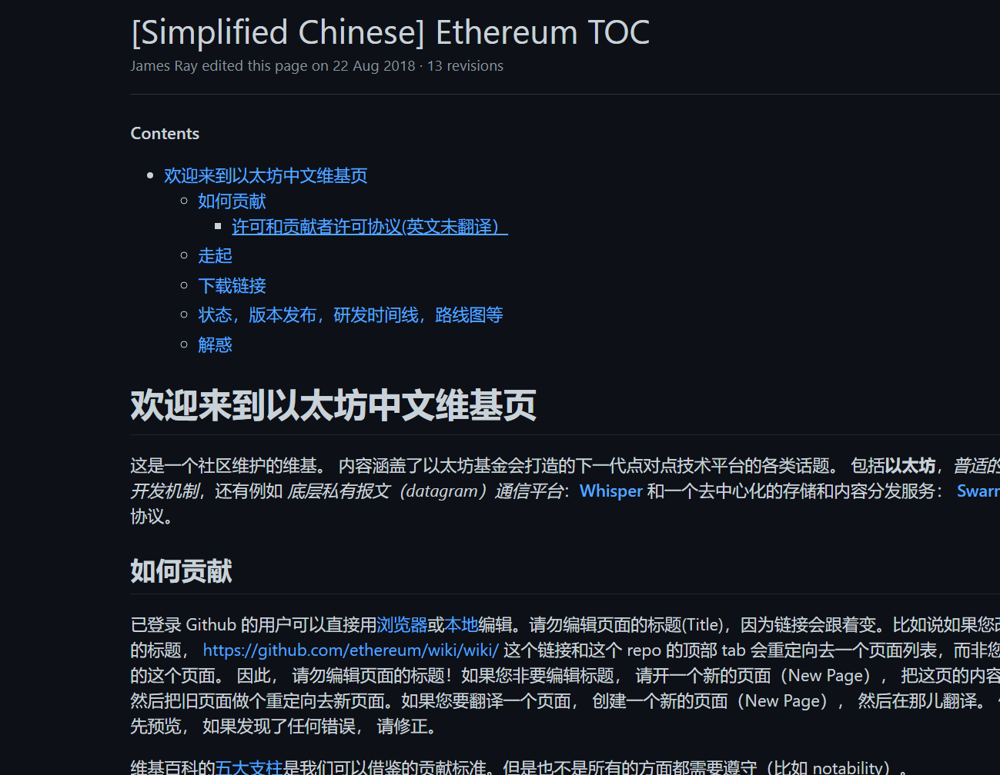 [Simplified Chinese] Ethereum TOC
James Ray edited this page on 22 Aug 2018 · 13 revisions
Contents
欢迎来到以太坊中文维基页
如何贡献
许可和贡献者许可协议(英文未翻译）
走起
下载链接
状态，版本发布，研发时间线，路线图等
解惑
欢迎来到以太坊中文维基页
这是一个社区维护的维基。 内容涵盖了以太坊基金会打造的下一代点对点技术平台的各类话题。 包括以太坊，普适的
开发机制，还有例如 底层私有报文（datagram）通信平台：Whisper 和一个去中心化的存储和内容分发服务： Swarm
协议。
如何贡献
已登录 Github 的用户可以直接用浏览器或本地编辑。请勿编辑页面的标题(Title)，因为链接会跟着变。比如说如果您改
的标题， https://github.com/ethereum/wiki/wiki/ 这个链接和这个 repo 的顶部 tab 会重定向去一个页面列表，而非您
的这个页面。 因此， 请勿编辑页面的标题！如果您非要编辑标题， 请开一个新的页面（New Page）， 把这页的内容
然后把旧页面做个重定向去新页面。如果您要翻译一个页面， 创建一个新的页面（New Page）， 然后在那儿翻译。
先预览， 如果发现了任何错误， 请修正。
维基百科的五大支柱是我们可以借鉴的贡献标准。但是也不是所有的方面都需要遵守（比如 notability）。